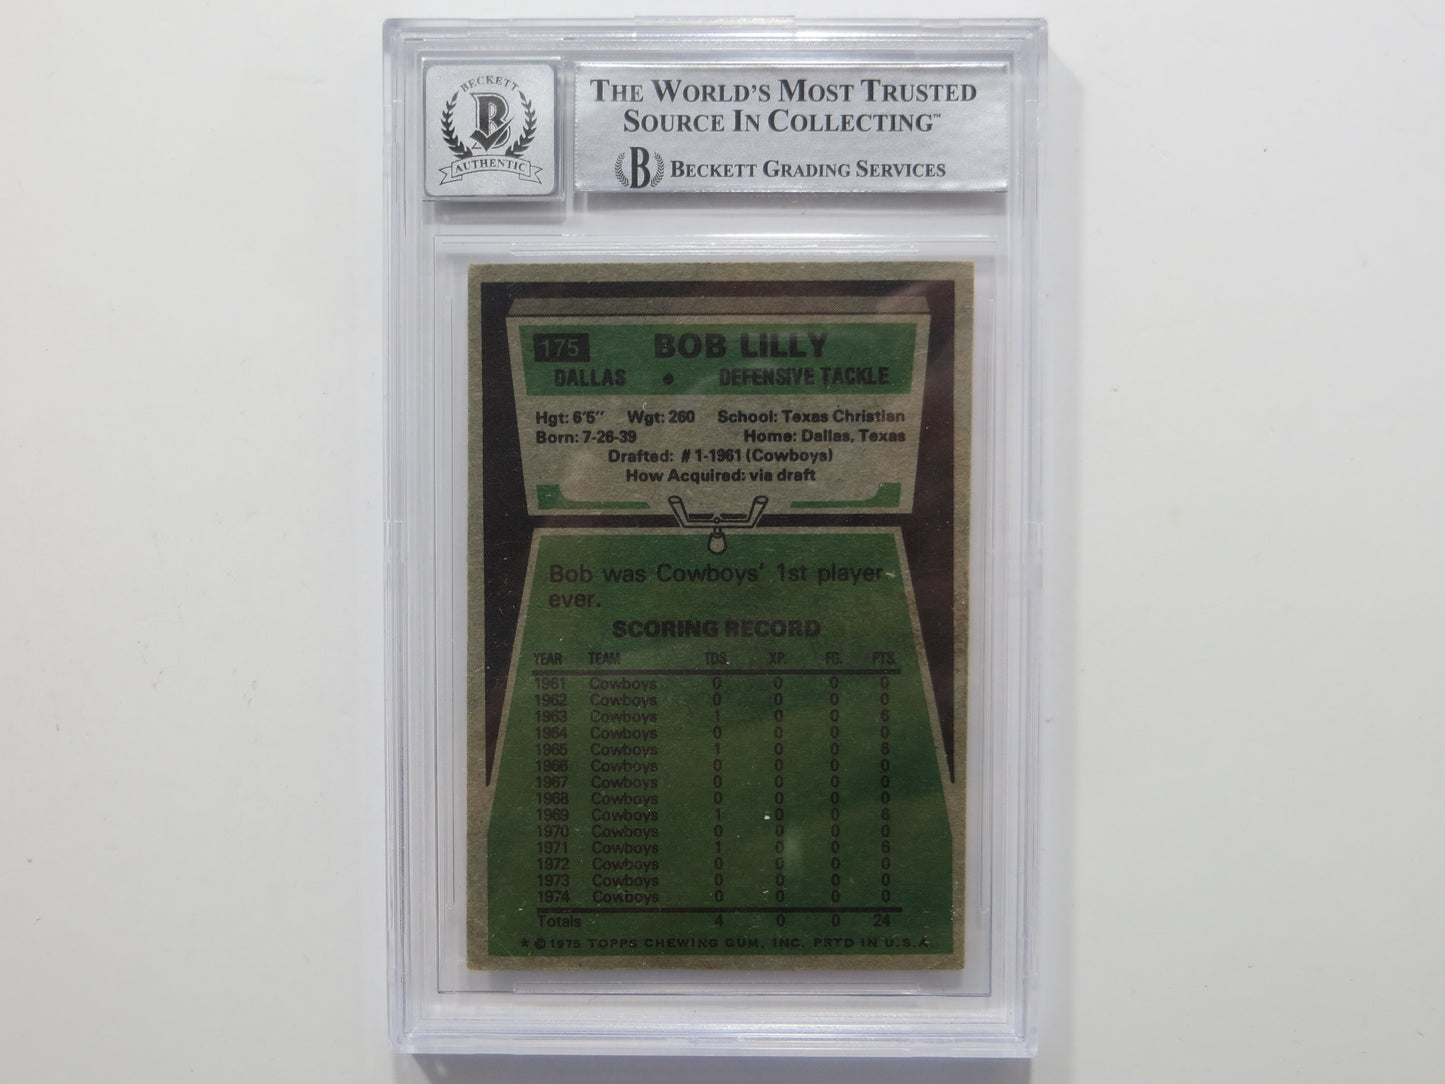 BECKETT
B
AUTHENTIC
THE WORLD'S MOST TRUSTED
SOURCE IN COLLECTING™
B BECKETT GRADING SERVICES
175 BOB LILLY
DALLAS • DEFENSIVE TACKLE
Hgt: 6'5" Wgt: 260 School: Texas Christian
Born: 7-26-39 Home: Dallas, Texas
Drafted: #1-1961 (Cowboys)
How Acquired: via draft
Bob was Cowboys' 1st player
ever.
SCORING RECORD
YEAR TEAM TDS. XP. FG. PTS.
1961 Cowboys 0 0 0 0
1962 Cowboys 0 0 0 0
1963 Cowboys 1 0 0 6
1964 Cowboys 0 0 0 0
1965 Cowboys 1 0 0 6
1966 Cowboys 0 0 0 0
1967 Cowboys 0 0 0 0
1968 Cowboys 0 0 0 0
1969 Cowboys 1 0 0 6
1970 Cowboys 0 0 0 0
1971 Cowboys 1 0 0 6
1972 Cowboys 0 0 0 0
1973 Cowboys 0 0 0 0
1974 Cowboys 0 0 0 0
Totals 4 0 0 24
* © 1975 TOPPS CHEWING GUM, INC. PRTD IN U.S.A.